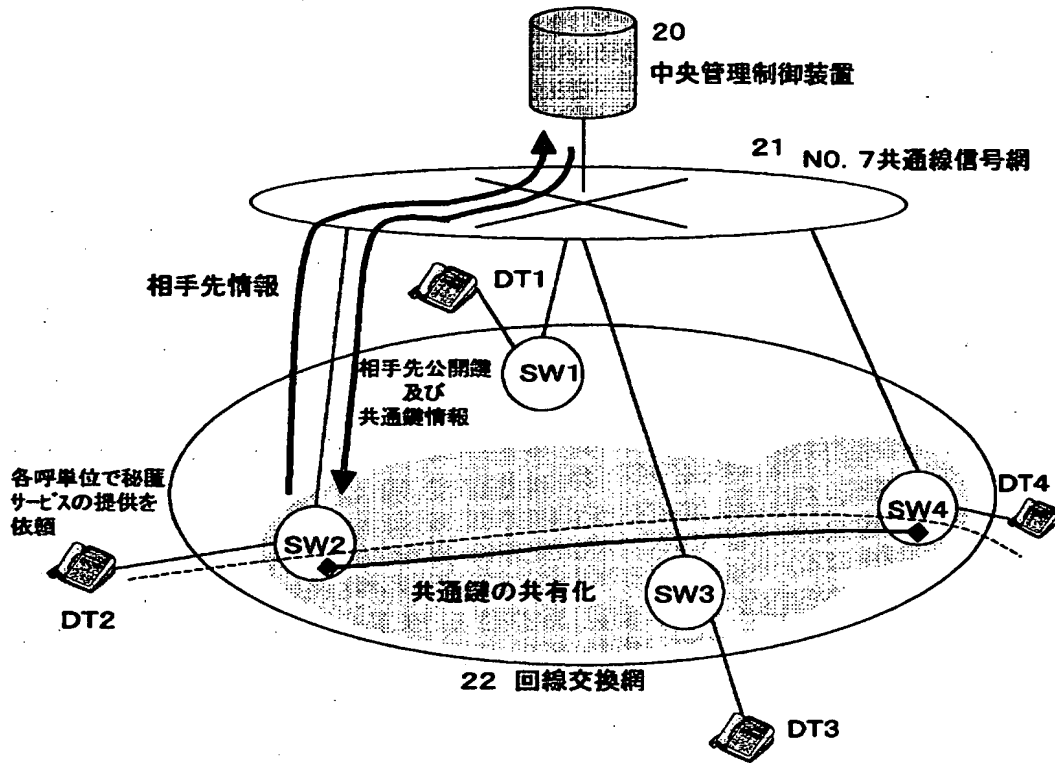 20
中央管理制御装置
21 NO. 7共通線信号網
相手先情報
DT1
SW1
相手先公開鍵
及び
共通鍵情報
各呼単位で秘匿
サービスの提供を
依頼
SW2
SW4
DT4
DT2
共通鍵の共有化
SW3
22 回線交換網
DT3